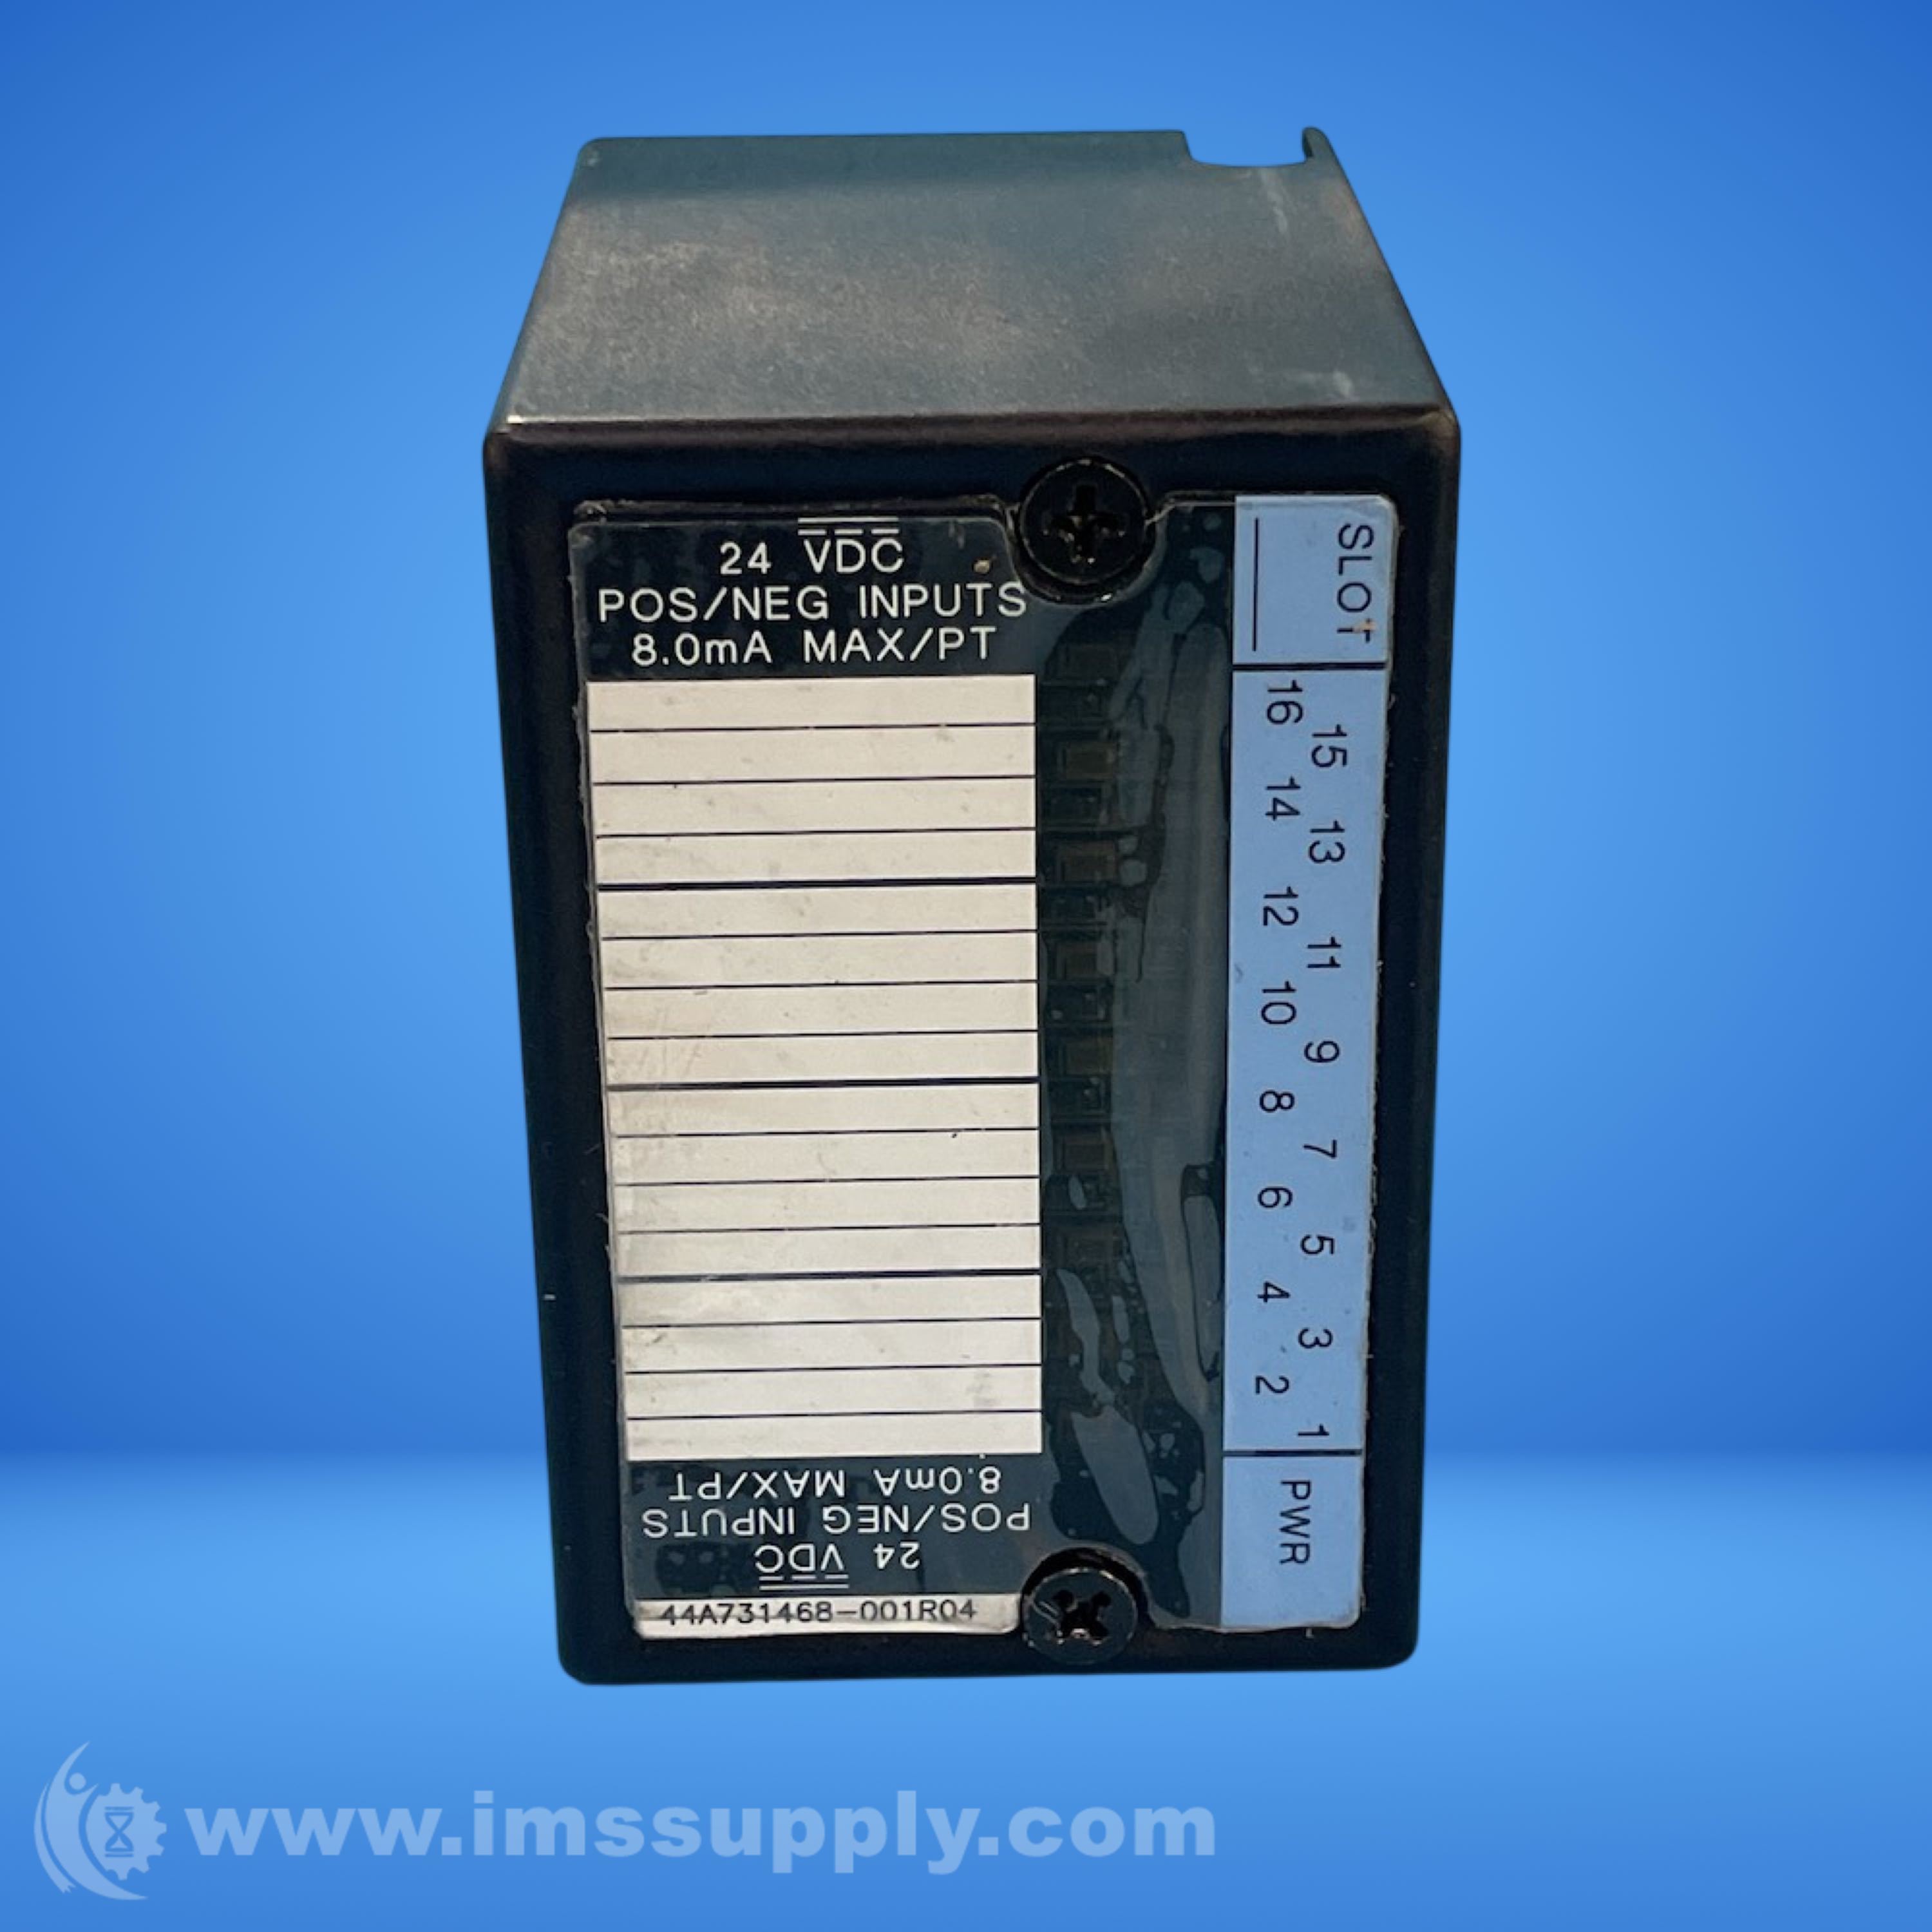 24 VDC
POS/NEG INPUTS
8.0mA MAX/PT
SLOT
16 15
14 13
12 11
10 9
8 7
6 5
4 3
2 1
PWR
8.0mA MAX/PT
POS/NEG INPUTS
24 VDC
44A731468-001R04
www.imssupply.com